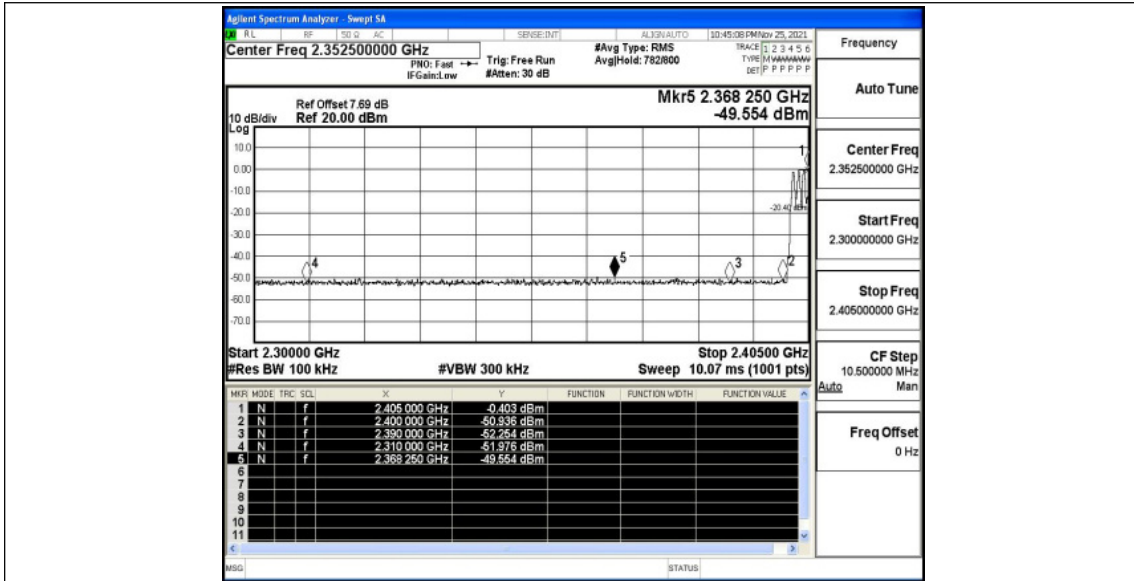 Agilent Spectrum Analyzer - Swept SA
RL RF 50 Ω AC SENSE:INT ALIGN AUTO 10:45:08 PM Nov 25, 2021
Center Freq 2.352500000 GHz
PNO: Fast
IFGain:Low
Trig: Free Run
#Atten: 30 dB
#Avg Type: RMS
Avg|Hold: 782/800
TRACE 1 2 3 4 5 6
TYPE
DET P P P P P P
Frequency
Auto Tune
Center Freq
2.352500000 GHz
Start Freq
2.300000000 GHz
Stop Freq
2.405000000 GHz
CF Step
10.500000 MHz
Auto Man
Freq Offset
0 Hz
Mkr5 2.368 250 GHz
-49.554 dBm
Ref Offset 7.69 dB
10 dB/div Ref 20.00 dBm
Log
10.0
0.00
-10.0
-20.0
-30.0
-40.0
-50.0
-60.0
-70.0
1
-20.40 dBm
4
5
3
2
Start 2.30000 GHz Stop 2.40500 GHz
#Res BW 100 kHz #VBW 300 kHz Sweep 10.07 ms (1001 pts)
MKR MODE TRC SCL X Y FUNCTION FUNCTION WIDTH FUNCTION VALUE
1 N f 2.405 000 GHz -0.403 dBm
2 N f 2.400 000 GHz -50.936 dBm
3 N f 2.390 000 GHz -52.254 dBm
4 N f 2.310 000 GHz -51.976 dBm
5 N f 2.368 250 GHz -49.554 dBm
6
7
8
9
10
11
MSG STATUS